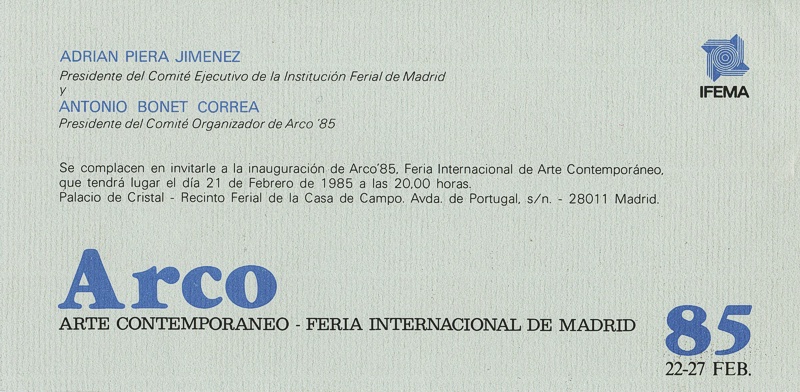 ADRIAN PIERA JIMENEZ
Presidente del Comité Ejecutivo de la Institución Ferial de Madrid
y
ANTONIO BONET CORREA
Presidente del Comité Organizador de Arco '85
IFEMA
Se complacen en invitarle a la inauguración de Arco'85, Feria Internacional de Arte Contemporáneo,
que tendrá lugar el día 21 de Febrero de 1985 a las 20,00 horas.
Palacio de Cristal - Recinto Ferial de la Casa de Campo. Avda. de Portugal, s/n. - 28011 Madrid.
Arco
ARTE CONTEMPORANEO - FERIA INTERNACIONAL DE MADRID
85
22-27 FEB.